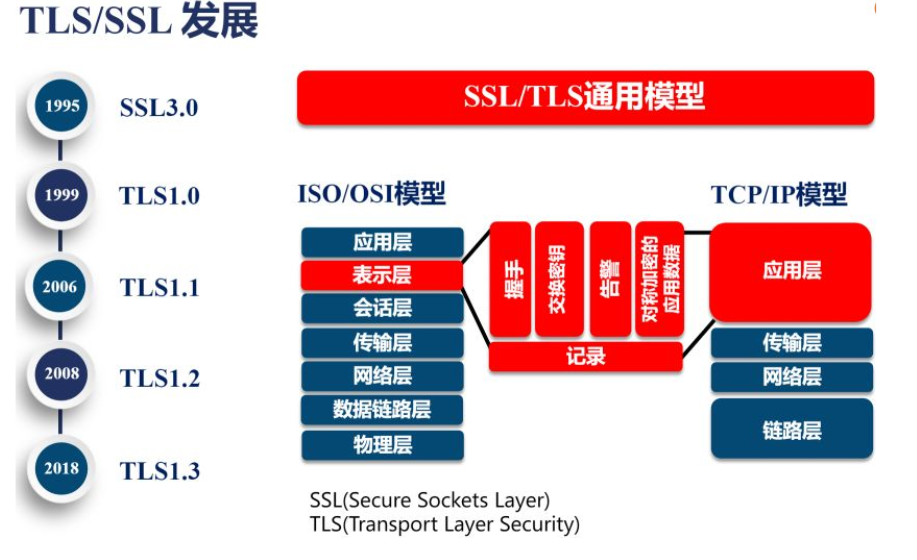 TLS/SSL 发展
1995
SSL3.0
1999
TLS1.0
2006
TLS1.1
2008
TLS1.2
2018
TLS1.3
SSL/TLS通用模型
ISO/OSI模型
应用层
表示层
会话层
传输层
网络层
数据链路层
物理层
握手
交换密钥
告警
对称加密的
应用数据
记录
TCP/IP模型
应用层
传输层
网络层
链路层
SSL(Secure Sockets Layer)
TLS(Transport Layer Security)